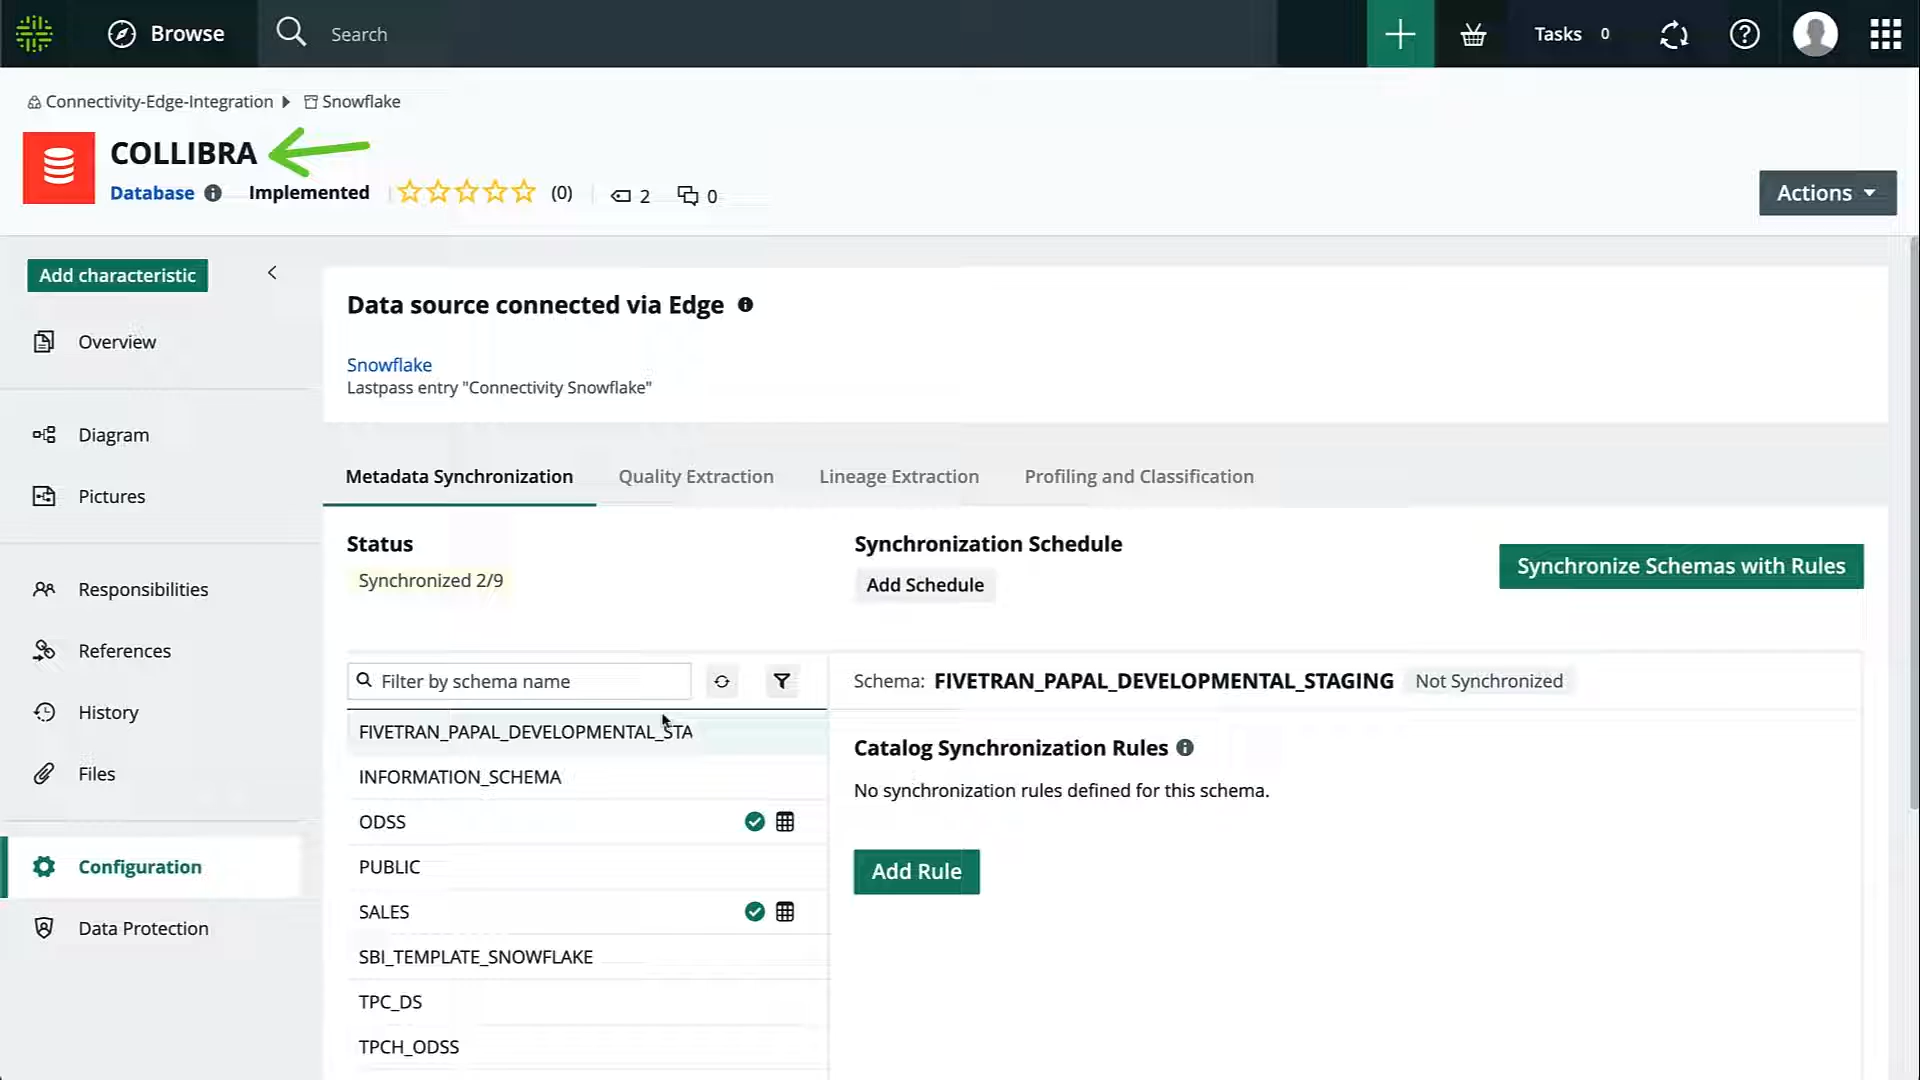 Browse
Search
Tasks 0
Connectivity-Edge-Integration Snowflake
COLLIBRA
Database Implemented (0) 2 0
Actions
Add characteristic
Overview
Diagram
Pictures
Responsibilities
References
History
Files
Configuration
Data Protection
Data source connected via Edge
Snowflake
Lastpass entry "Connectivity Snowflake"
Metadata Synchronization Quality Extraction Lineage Extraction Profiling and Classification
Status
Synchronized 2/9
Synchronization Schedule
Add Schedule
Synchronize Schemas with Rules
Filter by schema name
FIVETRAN_PAPAL_DEVELOPMENTAL_STA
INFORMATION_SCHEMA
ODSS
PUBLIC
SALES
SBI_TEMPLATE_SNOWFLAKE
TPC_DS
TPCH_ODSS
Schema: FIVETRAN_PAPAL_DEVELOPMENTAL_STAGING Not Synchronized
Catalog Synchronization Rules
No synchronization rules defined for this schema.
Add Rule